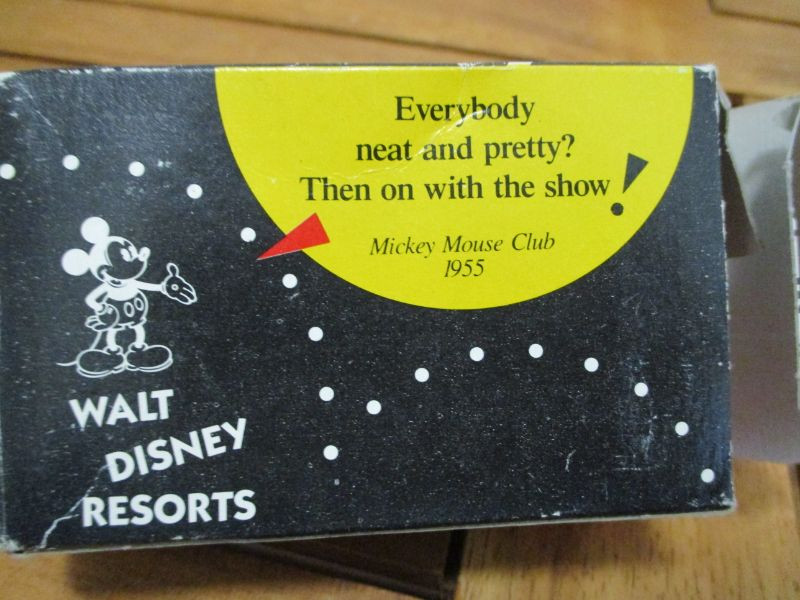 Everybody
neat and pretty?
Then on with the show!
Mickey Mouse Club
1955
WALT
DISNEY
RESORTS